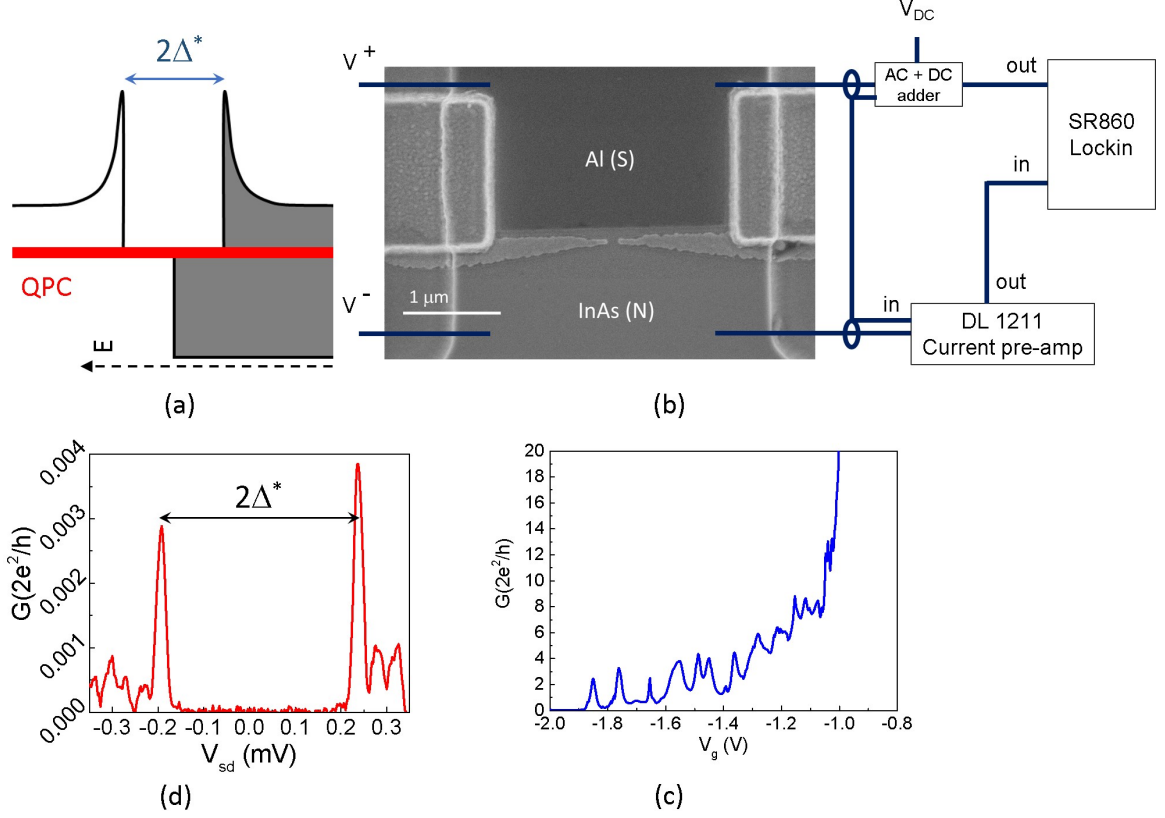 2Δ*
QPC
E
(a)
V+
V-
Al (S)
InAs (N)
1 μm
VDC
AC + DC
adder
out
in
SR860
Lockin
out
in
DL 1211
Current pre-amp
(b)
G(2e²/h)
0.004
0.003
0.002
0.001
0.000
2Δ*
-0.3 -0.2 -0.1 0.0 0.1 0.2 0.3
Vsd (mV)
(d)
G(2e²/h)
20
18
16
14
12
10
8
6
4
2
0
-2.0 -1.8 -1.6 -1.4 -1.2 -1.0 -0.8
Vg (V)
(c)